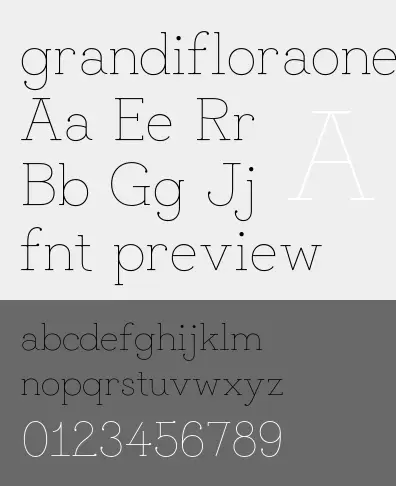 grandifloraone
Aa Ee Rr
A
Bb Gg Jj
fnt preview
abcdefghijklm
nopqrstuvwxyz
0123456789